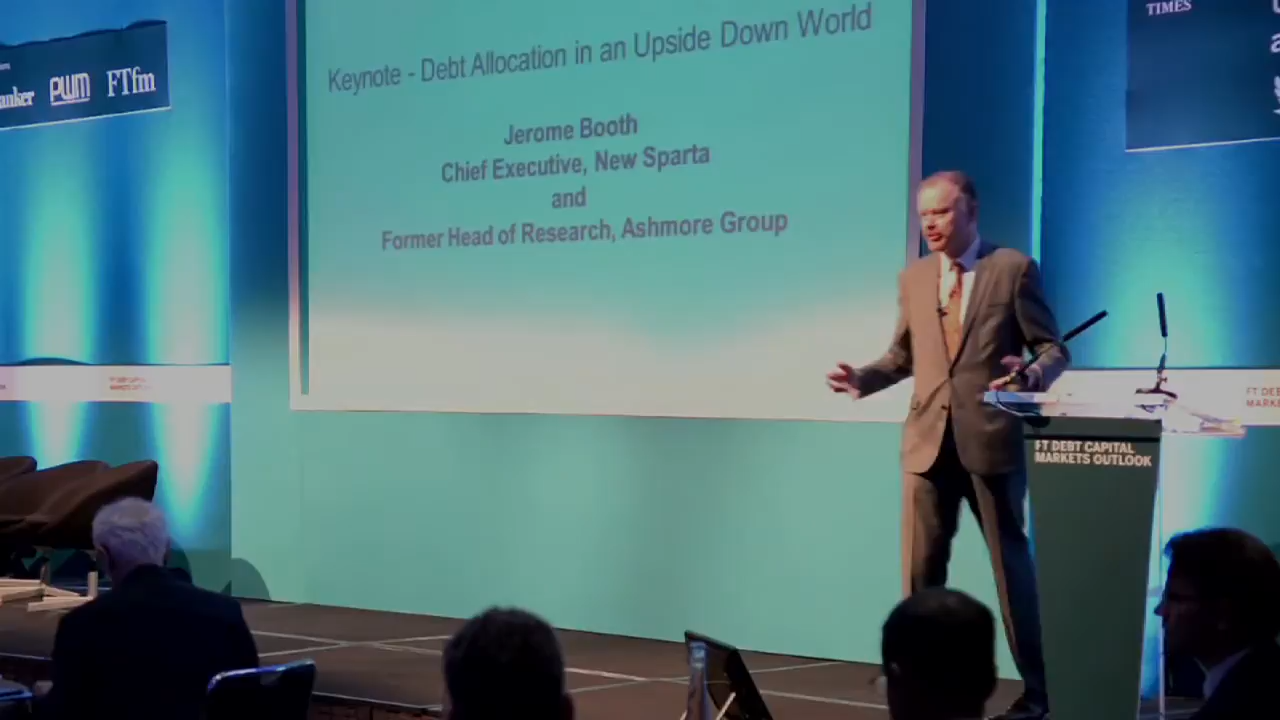 TIMES
PWM
FTfm
Keynote - Debt Allocation in an Upside Down World
Jerome Booth
Chief Executive, New Sparta
and
Former Head of Research, Ashmore Group
FT DEBT CAPITAL
MARKETS OUTLOOK